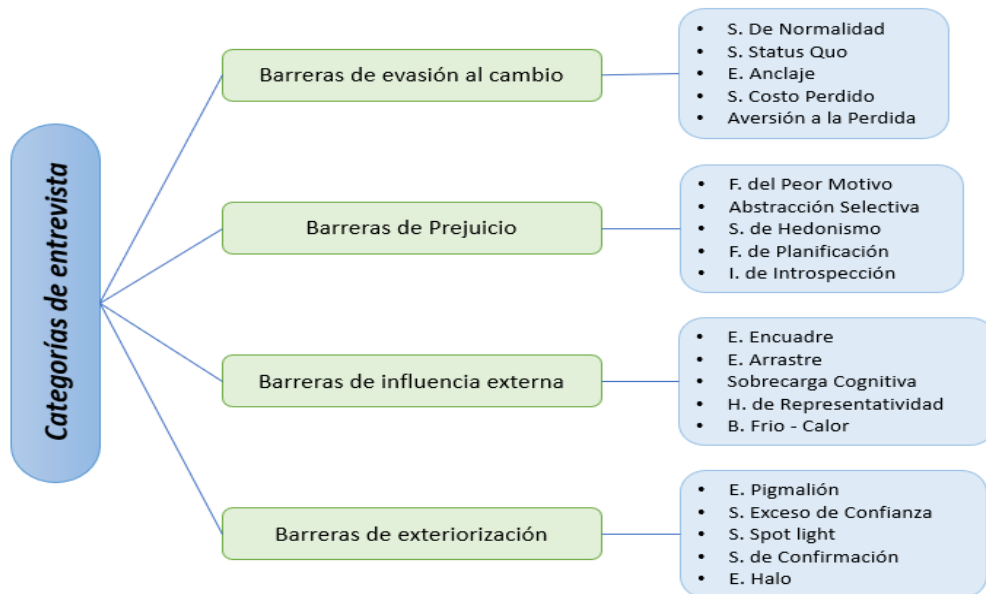 Categorías de entrevista
Barreras de evasión al cambio
• S. De Normalidad
• S. Status Quo
• E. Anclaje
• S. Costo Perdido
• Aversión a la Perdida
Barreras de Prejuicio
• F. del Peor Motivo
• Abstracción Selectiva
• S. de Hedonismo
• F. de Planificación
• I. de Introspección
Barreras de influencia externa
• E. Encuadre
• E. Arrastre
• Sobrecarga Cognitiva
• H. de Representatividad
• B. Frio - Calor
Barreras de exteriorización
• E. Pigmalión
• S. Exceso de Confianza
• S. Spot light
• S. de Confirmación
• E. Halo